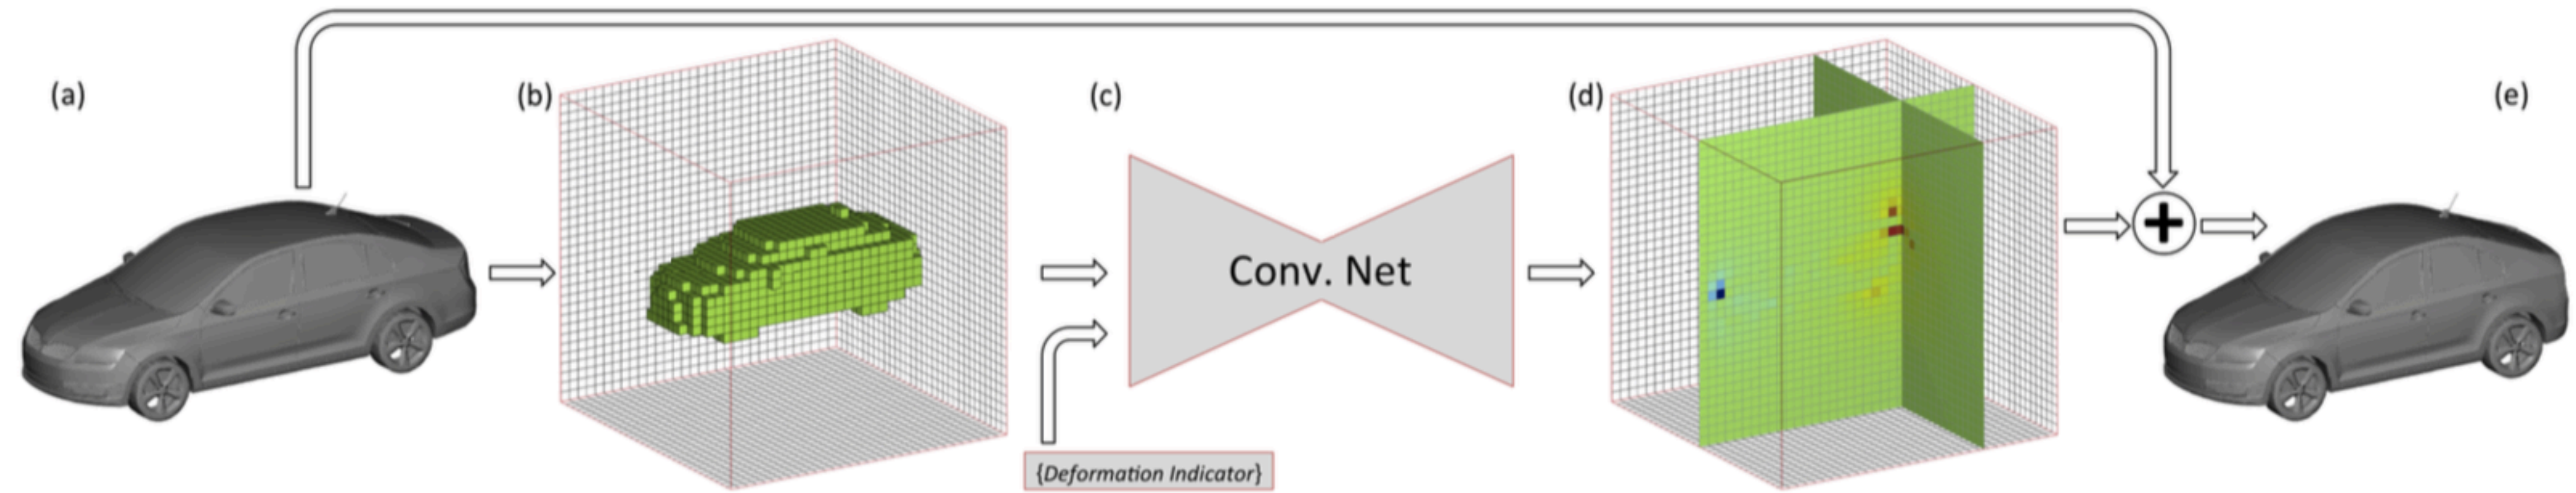 (a)
(b)
(c)
(d)
(e)
Conv. Net
{Deformation Indicator}